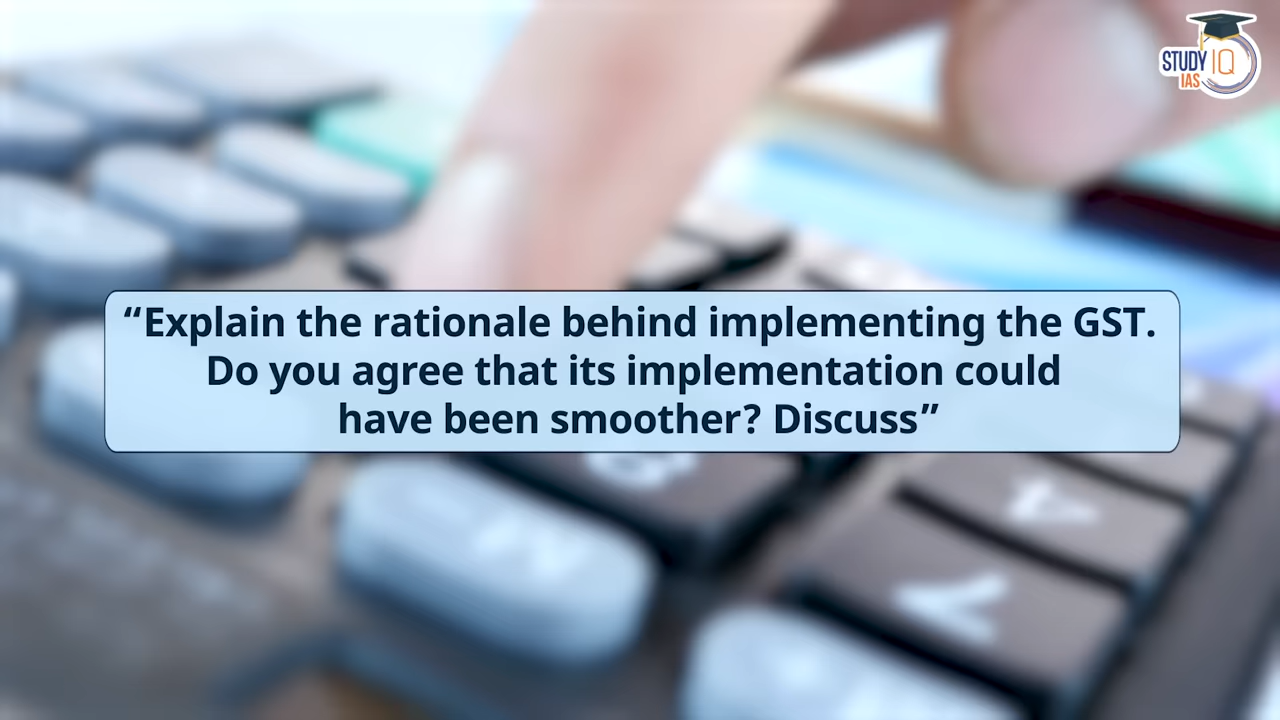 STUDY IQ
IAS
“Explain the rationale behind implementing the GST.
Do you agree that its implementation could
have been smoother? Discuss”